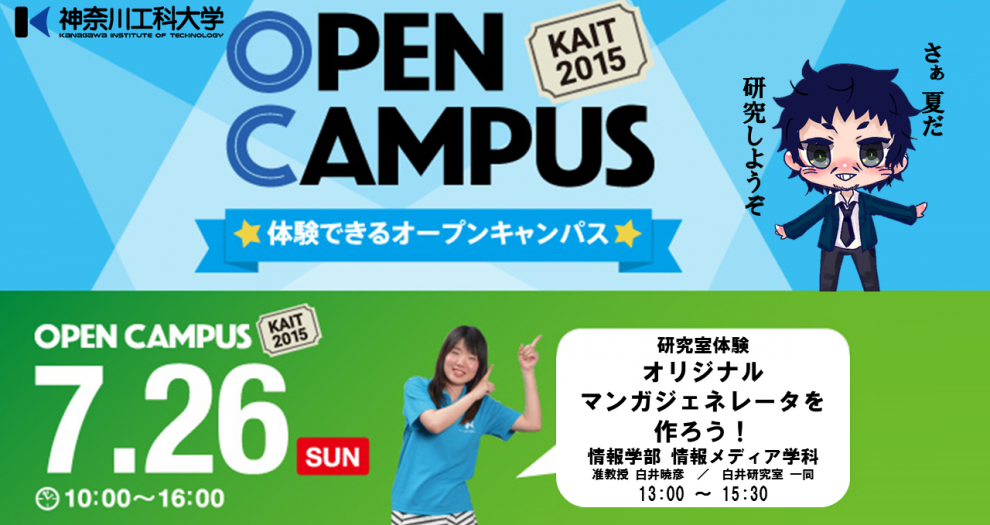 神奈川工科大学
KANAGAWA INSTITUTE OF TECHNOLOGY
OPEN
CAMPUS
KAIT
2015
体験できるオープンキャンパス
さぁ 夏だ
研究しようぞ
OPEN CAMPUS
KAIT
2015
7.26
SUN
10:00～16:00
研究室体験
オリジナル
マンガジェネレータを
作ろう！
情報学部 情報メディア学科
准教授 白井暁彦 ／ 白井研究室 一同
13:00 ～ 15:30